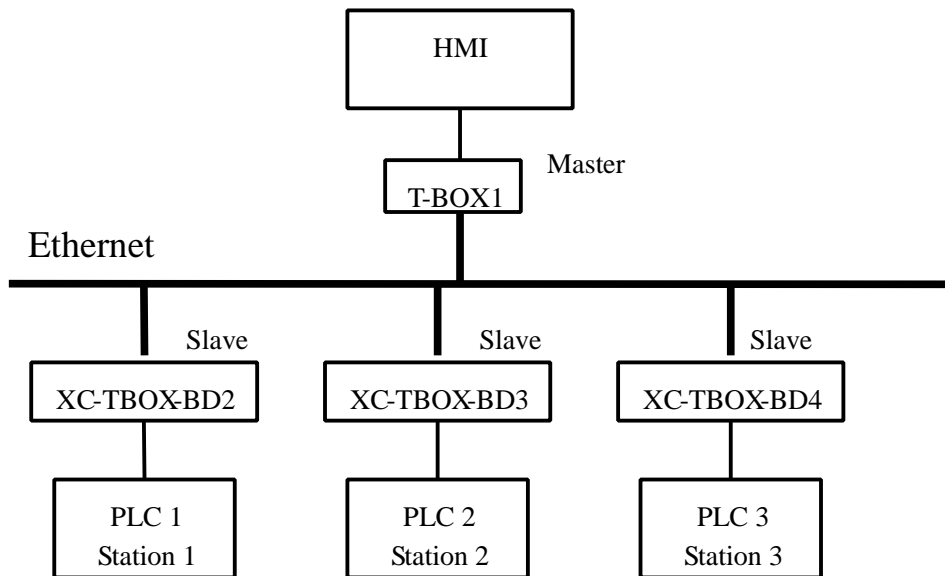 HMI
Master
T-BOX1
Ethernet
Slave
Slave
Slave
XC-TBOX-BD2
XC-TBOX-BD3
XC-TBOX-BD4
PLC 1
Station 1
PLC 2
Station 2
PLC 3
Station 3